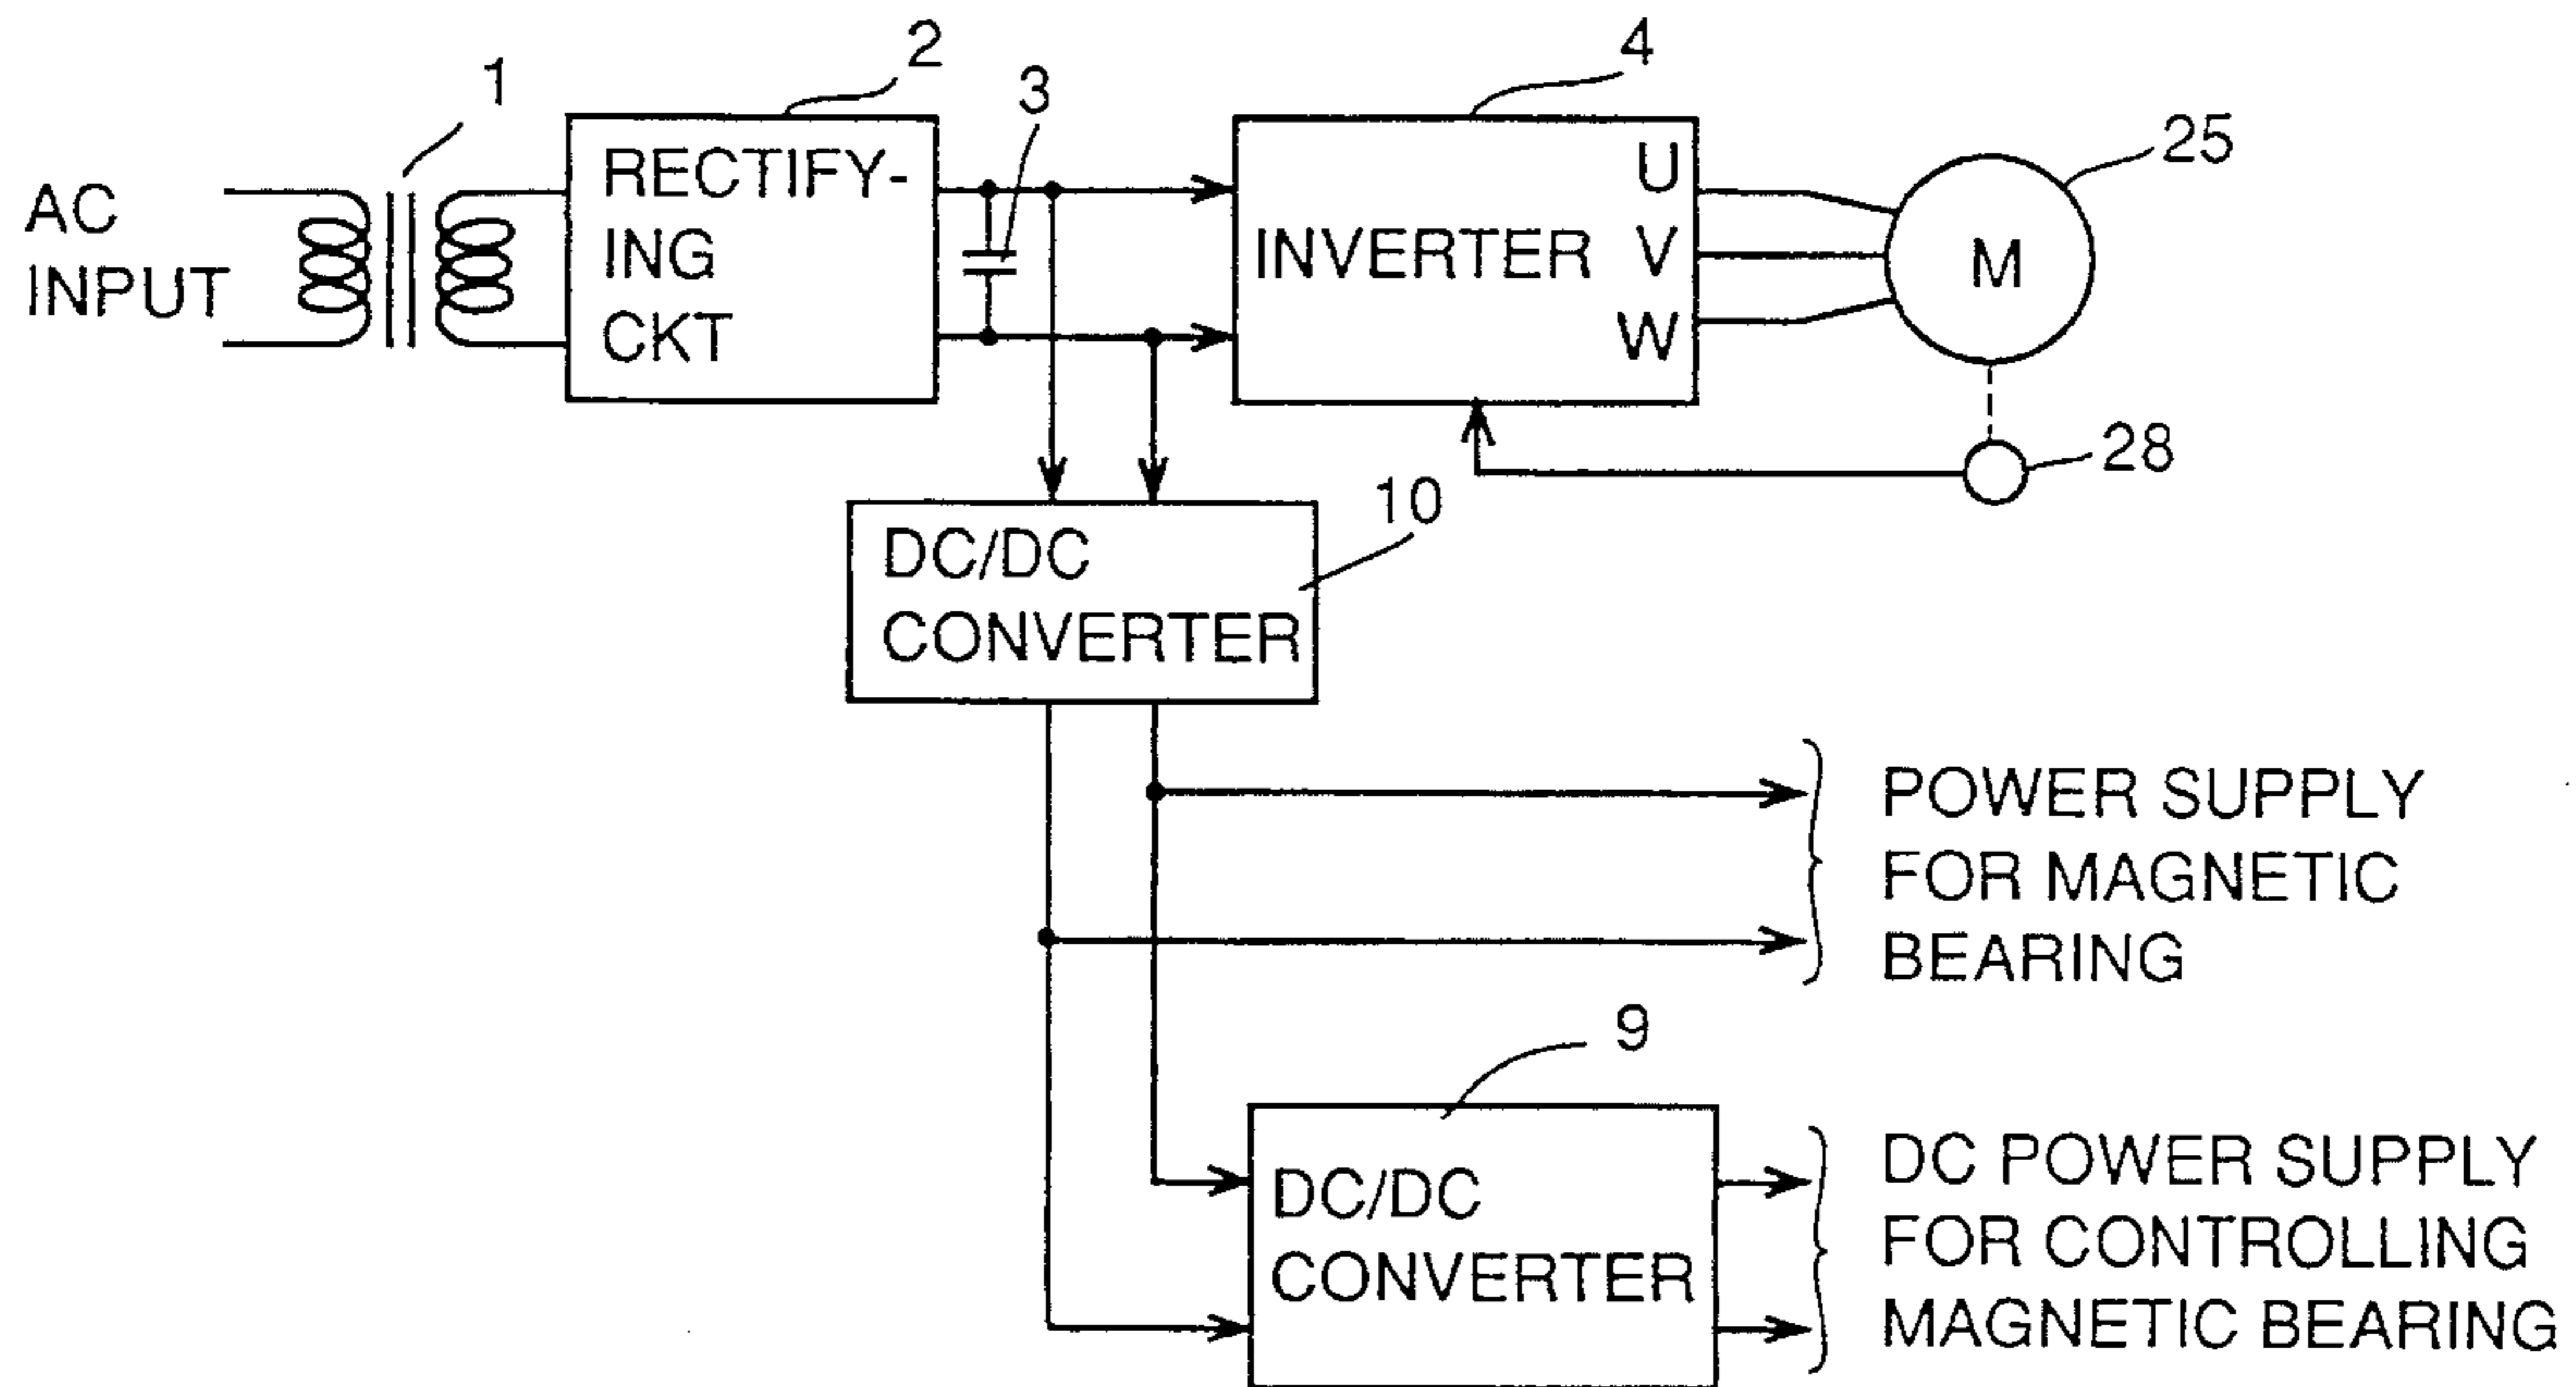 1
2
3
4
25
AC
INPUT
RECTIFY-
ING
CKT
INVERTER
U
V
W
M
28
10
DC/DC
CONVERTER
POWER SUPPLY
FOR MAGNETIC
BEARING
9
DC/DC
CONVERTER
DC POWER SUPPLY
FOR CONTROLLING
MAGNETIC BEARING